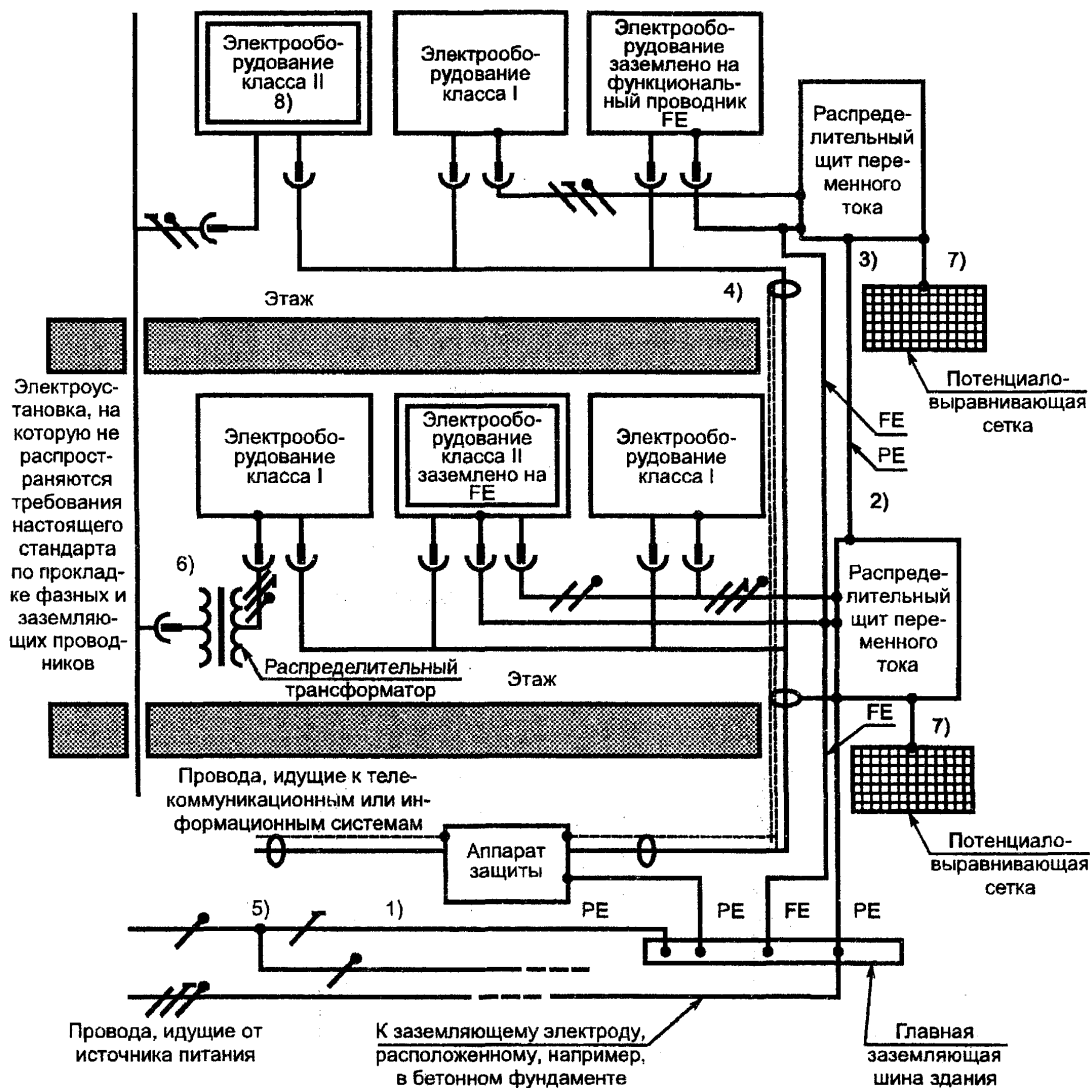 Электрообо-
рудование
класса II
8)
Электрообо-
рудование
класса I
Электрообо-
рудование
заземлено на
функциональ-
ный проводник
FE
Распреде-
лительный
щит пере-
менного
тока
3)
7)
4)
Этаж
Потенциало-
выравнивающая
сетка
FE
PE
Электроус-
тановка, на
которую не
распрост-
раняются
требования
настоящего
стандарта
по проклад-
ке фазных и
заземляю-
щих провод-
ников
Электрообо-
рудование
класса I
Электрообо-
рудование
класса II
заземлено на
FE
Электрообо-
рудование
класса I
2)
6)
Распреде-
лительный
щит пере-
менного
тока
Распределительный
трансформатор
Этаж
FE
7)
Потенциало-
выравнивающая
сетка
Провода, идущие к теле-
коммуникационным или ин-
формационным системам
Аппарат
защиты
5)
1)
PE
PE
FE
PE
Провода, идущие от
источника питания
К заземляющему электроду,
расположенному, например,
в бетонном фундаменте
Главная
заземляющая
шина здания